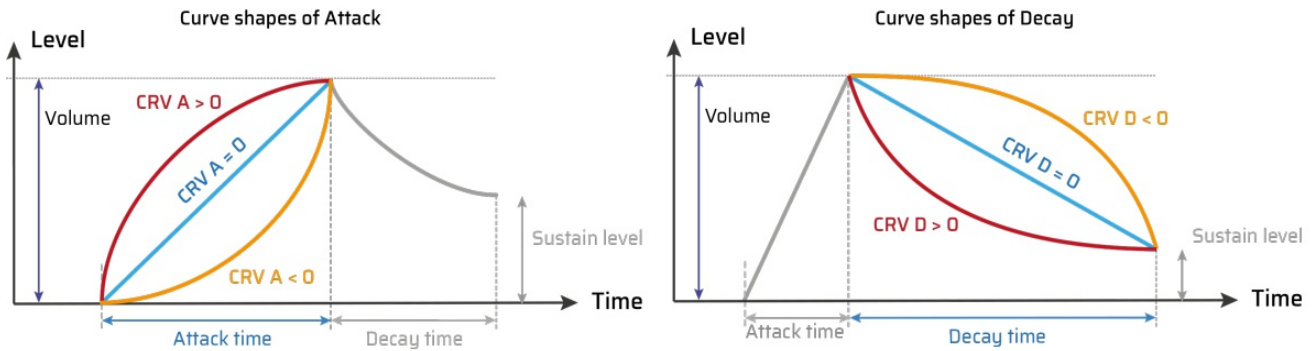 Curve shapes of Attack
Level
Volume
CRV A > 0
CRV A = 0
CRV A < 0
Sustain level
Time
Attack time
Decay time
Curve shapes of Decay
Level
Volume
CRV D < 0
CRV D = 0
CRV D > 0
Sustain level
Time
Attack time
Decay time